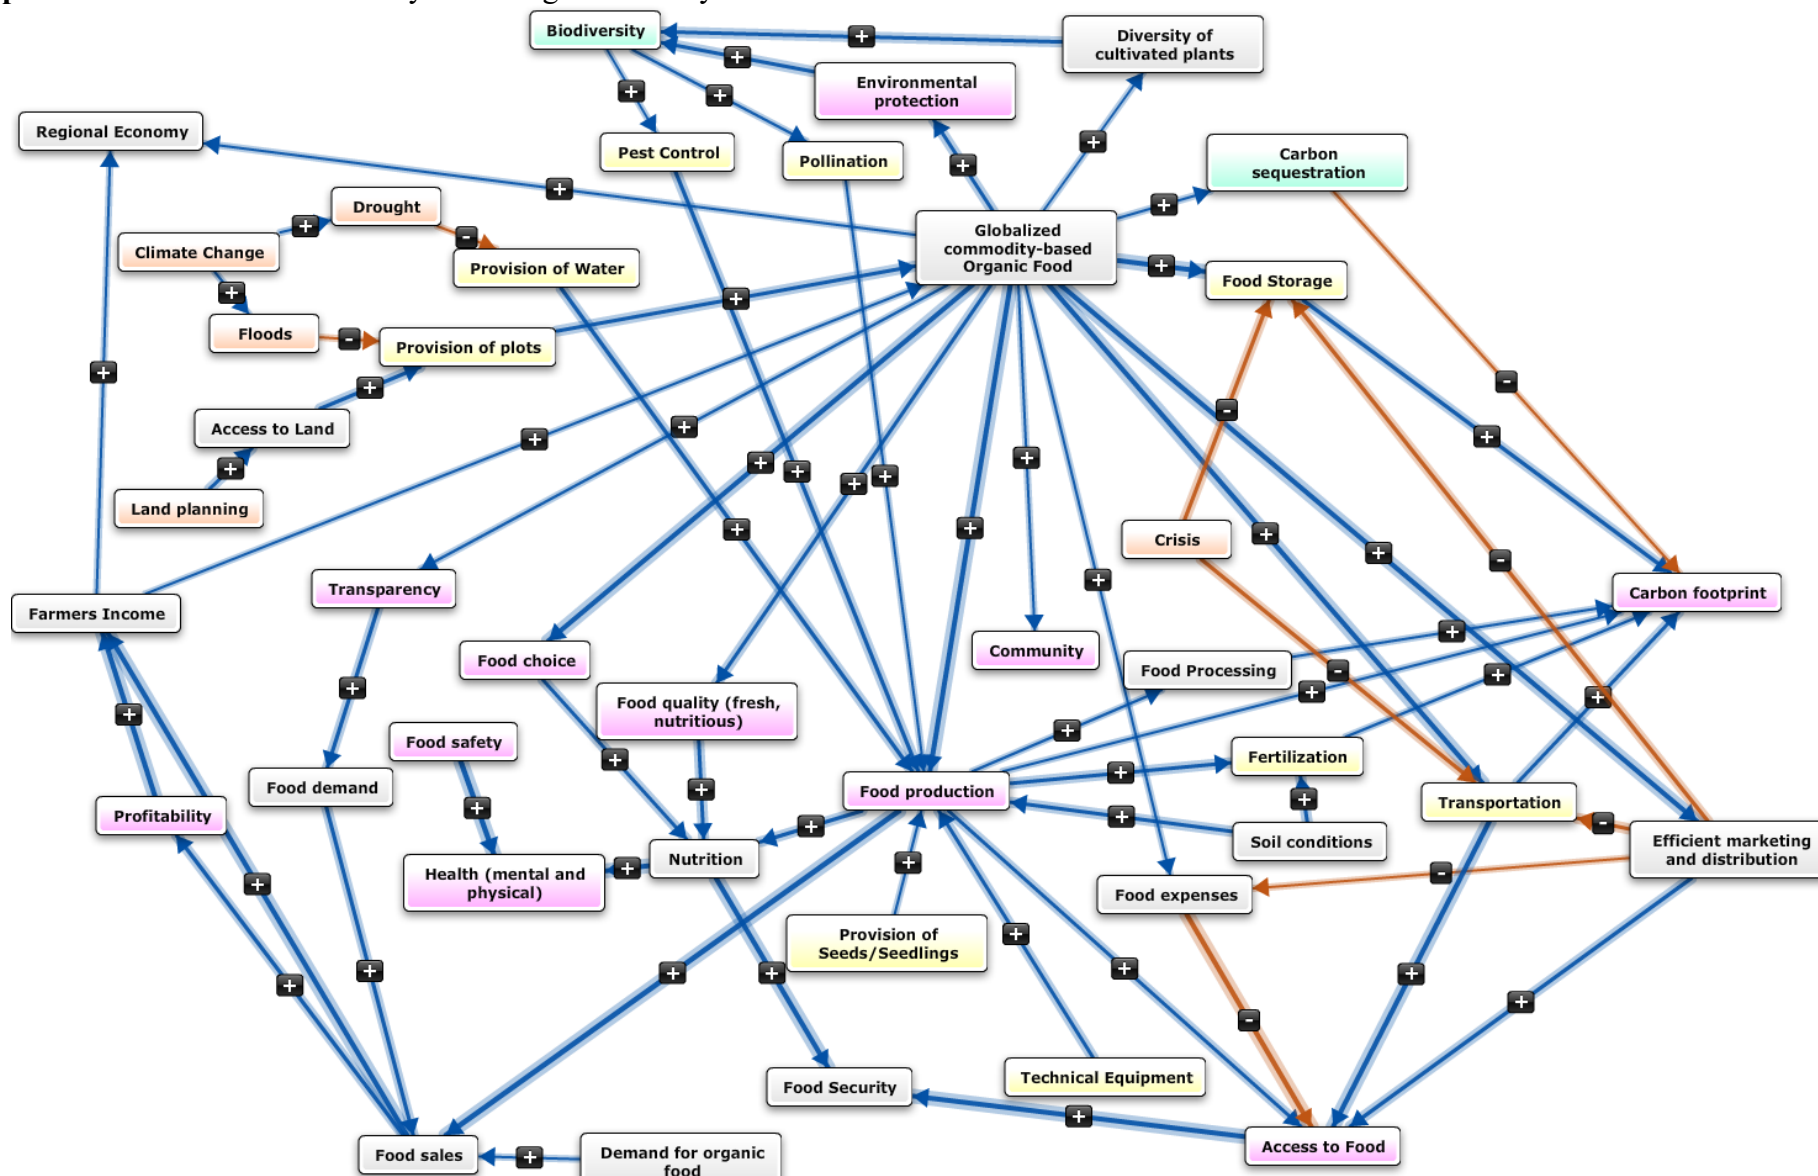 Biodiversity
Diversity of
cultivated plants
Environmental
protection
Regional Economy
Pest Control
Pollination
Carbon
sequestration
Drought
Climate Change
Provision of Water
Globalized
commodity-based
Organic Food
Food Storage
Floods
Provision of plots
Access to Land
Land planning
Crisis
Transparency
Farmers Income
Carbon footprint
Food choice
Community
Food Processing
Food quality (fresh,
nutritious)
Food safety
Fertilization
Food demand
Food production
Transportation
Profitability
Soil conditions
Efficient marketing
and distribution
Nutrition
Health (mental and
physical)
Food expenses
Provision of
Seeds/Seedlings
Technical Equipment
Food Security
Access to Food
Food sales
Demand for organic
food